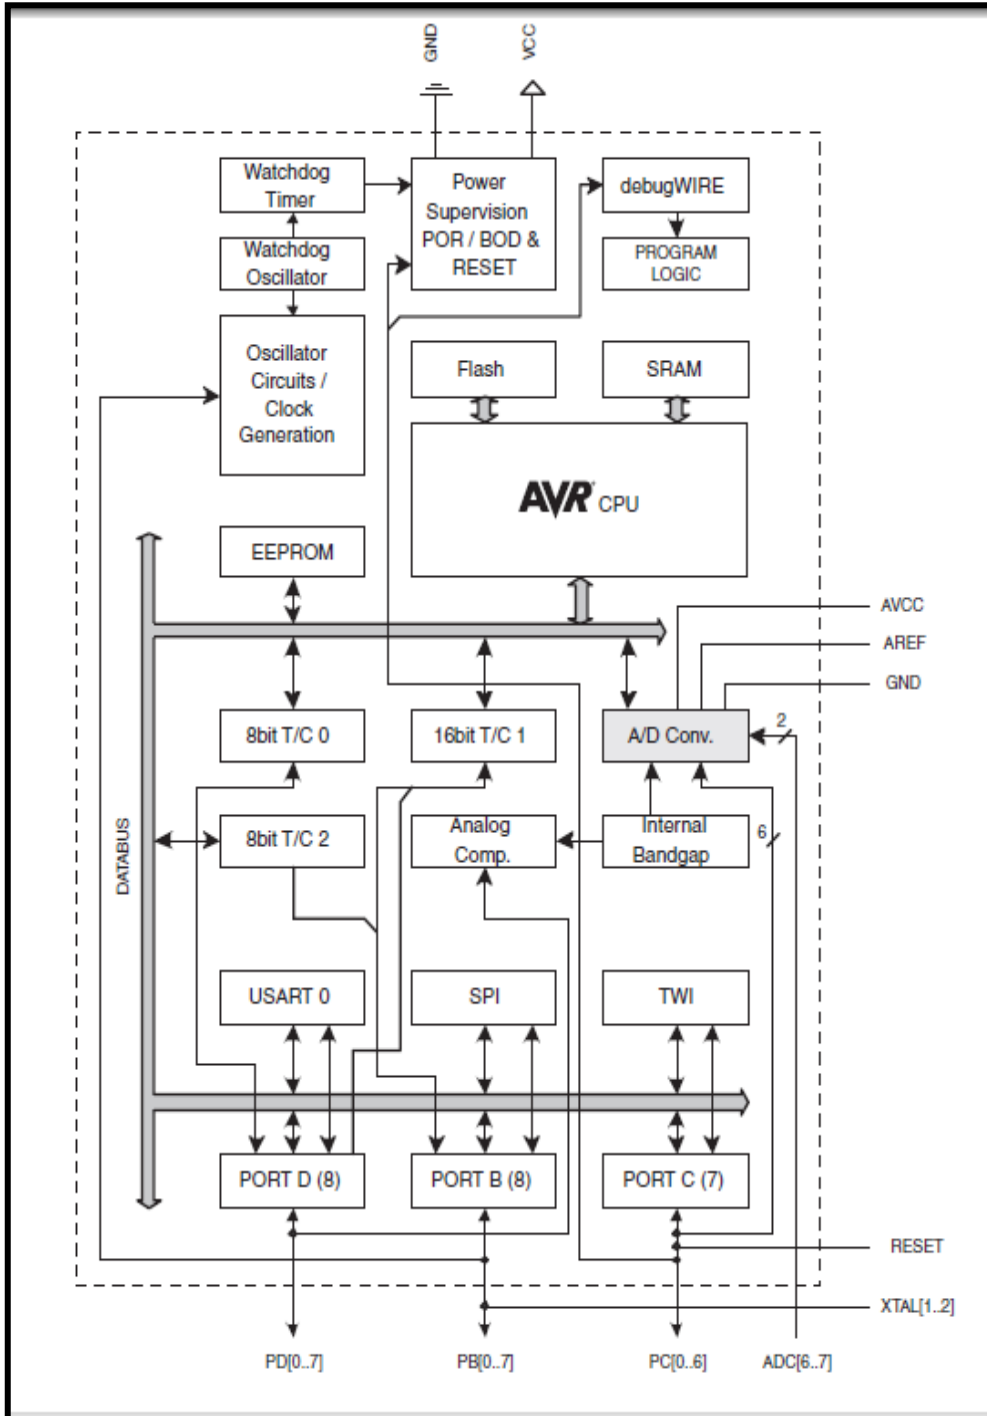 GND
VCC
Watchdog
Timer
Power
Supervision
POR / BOD &
RESET
debugWIRE
Watchdog
Oscillator
PROGRAM
LOGIC
Oscillator
Circuits /
Clock
Generation
Flash
SRAM
AVR CPU
EEPROM
AVCC
AREF
GND
8bit T/C 0
16bit T/C 1
A/D Conv.
2
DATABUS
8bit T/C 2
Analog
Comp.
Internal
Bandgap
6
USART 0
SPI
TWI
PORT D (8)
PORT B (8)
PORT C (7)
RESET
XTAL[1..2]
PD[0..7]
PB[0..7]
PC[0..6]
ADC[6..7]